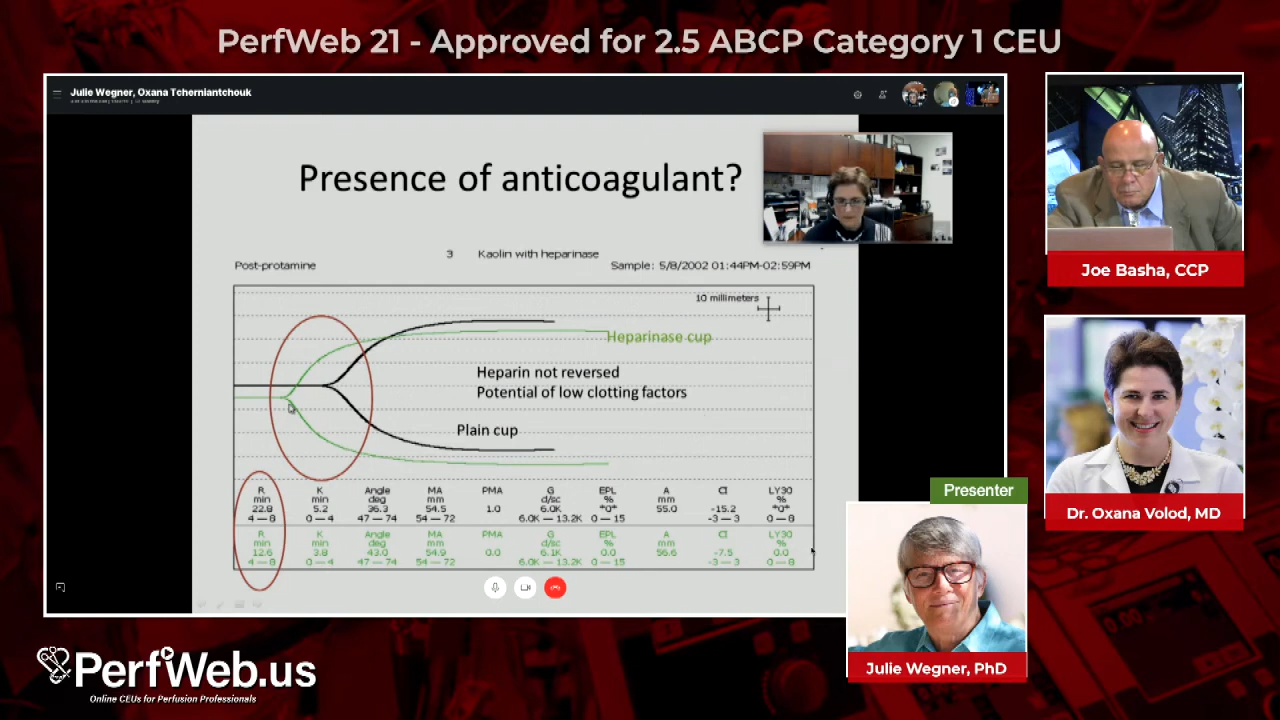 PerfWeb 21 - Approved for 2.5 ABCP Category 1 CEU
Julie Wegner, Oxana Tcherniantchouk
Presence of anticoagulant?
3 Kaolin with heparinase
Post-protamine
Sample: 5/8/2002 01:44PM-02:59PM
10 millimeters
Heparinase cup
Heparin not reversed
Potential of low clotting factors
Plain cup
R K Angle MA PMA G EPL A CI LY30
min min deg mm d/sc % mm %
22.8 5.2 36.3 54.5 1.0 6.0K *0* 55.0 -15.2 *0*
4 — 8 0 — 4 47 — 74 54 — 72 6.0K — 13.2K 0 — 15 -3 — 3 0 — 8
R K Angle MA PMA G EPL A CI LY30
min min deg mm d/sc % mm %
12.6 3.8 43.0 54.9 0.0 6.1K 0.0 56.6 -7.5 0.0
4 — 8 0 — 4 47 — 74 54 — 72 6.0K — 13.2K 0 — 15 -3 — 3 0 — 8
Joe Basha, CCP
Dr. Oxana Volod, MD
Presenter
Julie Wegner, PhD
PerfWeb.us
Online CEUs for Perfusion Professionals